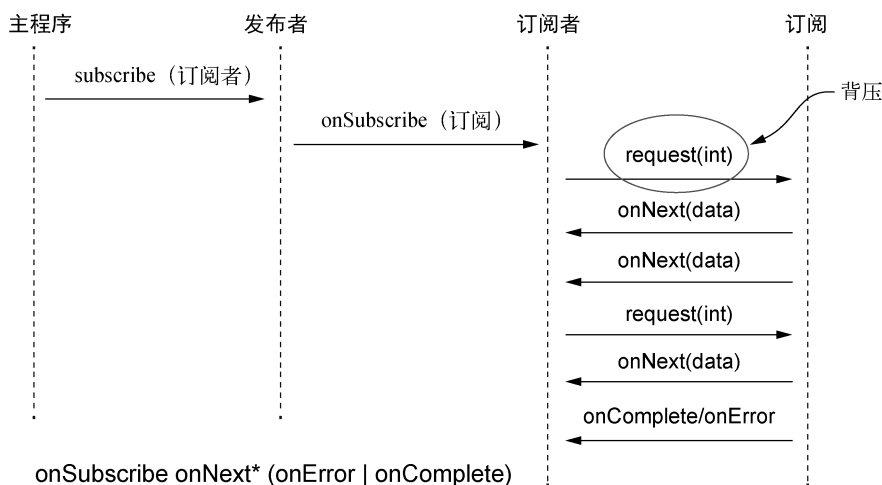 主程序 发布者 订阅者 订阅
subscribe（订阅者）
背压
onSubscribe（订阅）
request(int)
onNext(data)
onNext(data)
request(int)
onNext(data)
onComplete/onError
onSubscribe onNext* (onError | onComplete)